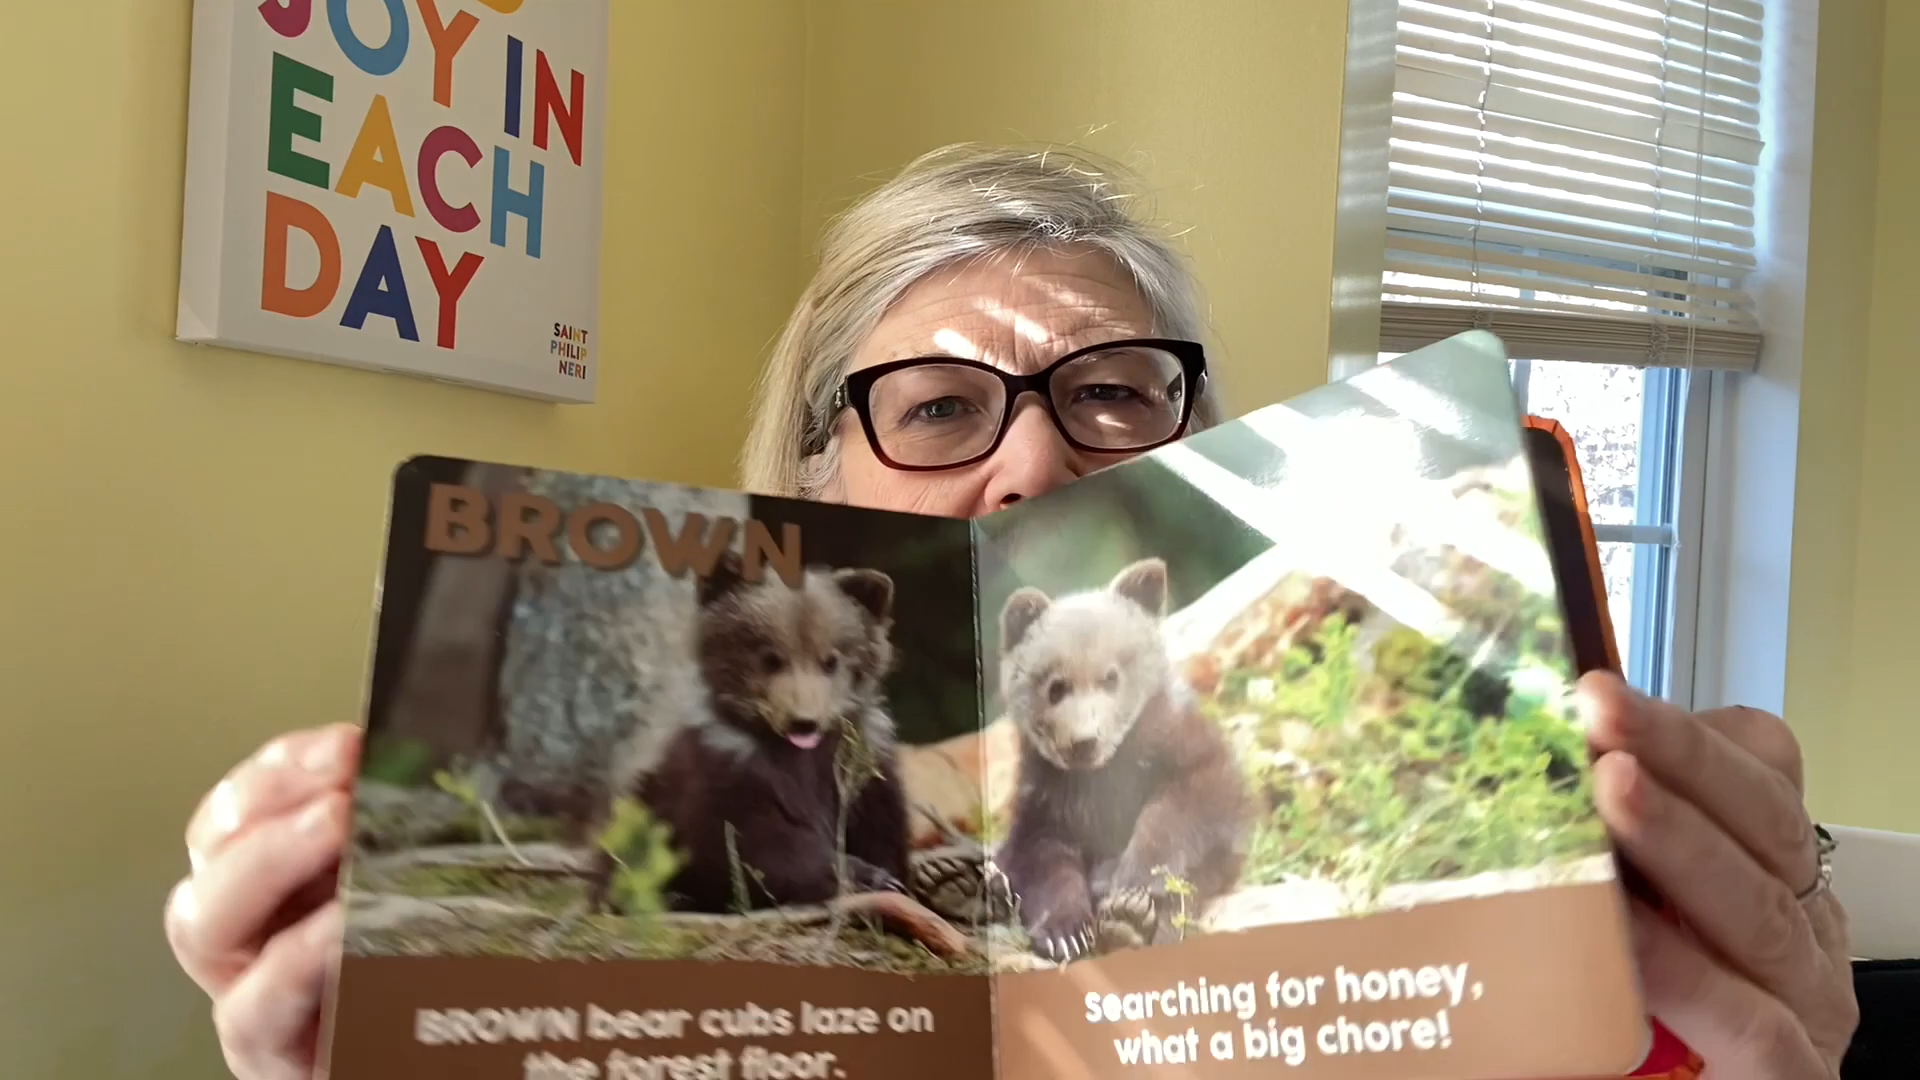 JOY IN
EACH
DAY
SAINT
PHILIP
NERI
BROWN
BROWN bear cubs laze on
the forest floor.
Searching for honey,
what a big chore!